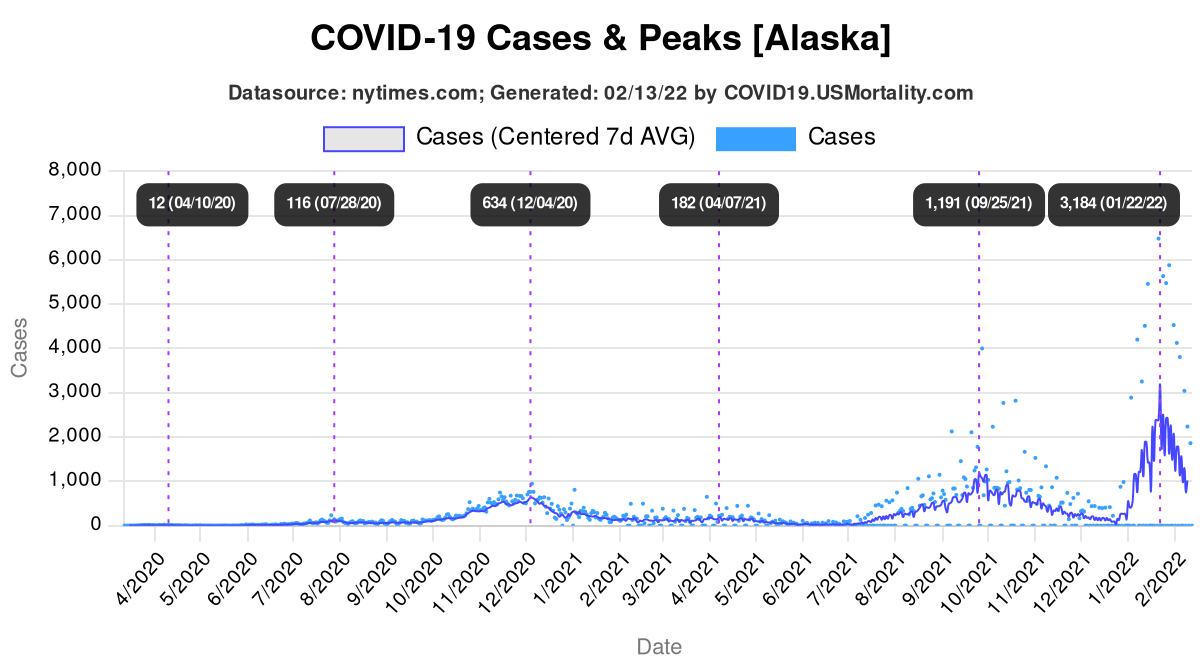 COVID-19 Cases & Peaks [Alaska]
Datasource: nytimes.com; Generated: 02/13/22 by COVID19.USMortality.com
Cases (Centered 7d AVG) Cases
8,000
12 (04/10/20) 116 (07/28/20) 634 (12/04/20) 182 (04/07/21) 1,191 (09/25/21) 3,184 (01/22/22)
7,000
6,000
5,000
4,000
3,000
2,000
1,000
0
Cases
4/2020 5/2020 6/2020 7/2020 8/2020 9/2020 10/2020 11/2020 12/2020 1/2021 2/2021 3/2021 4/2021 5/2021 6/2021 7/2021 8/2021 9/2021 10/2021 11/2021 12/2021 1/2022 2/2022
Date